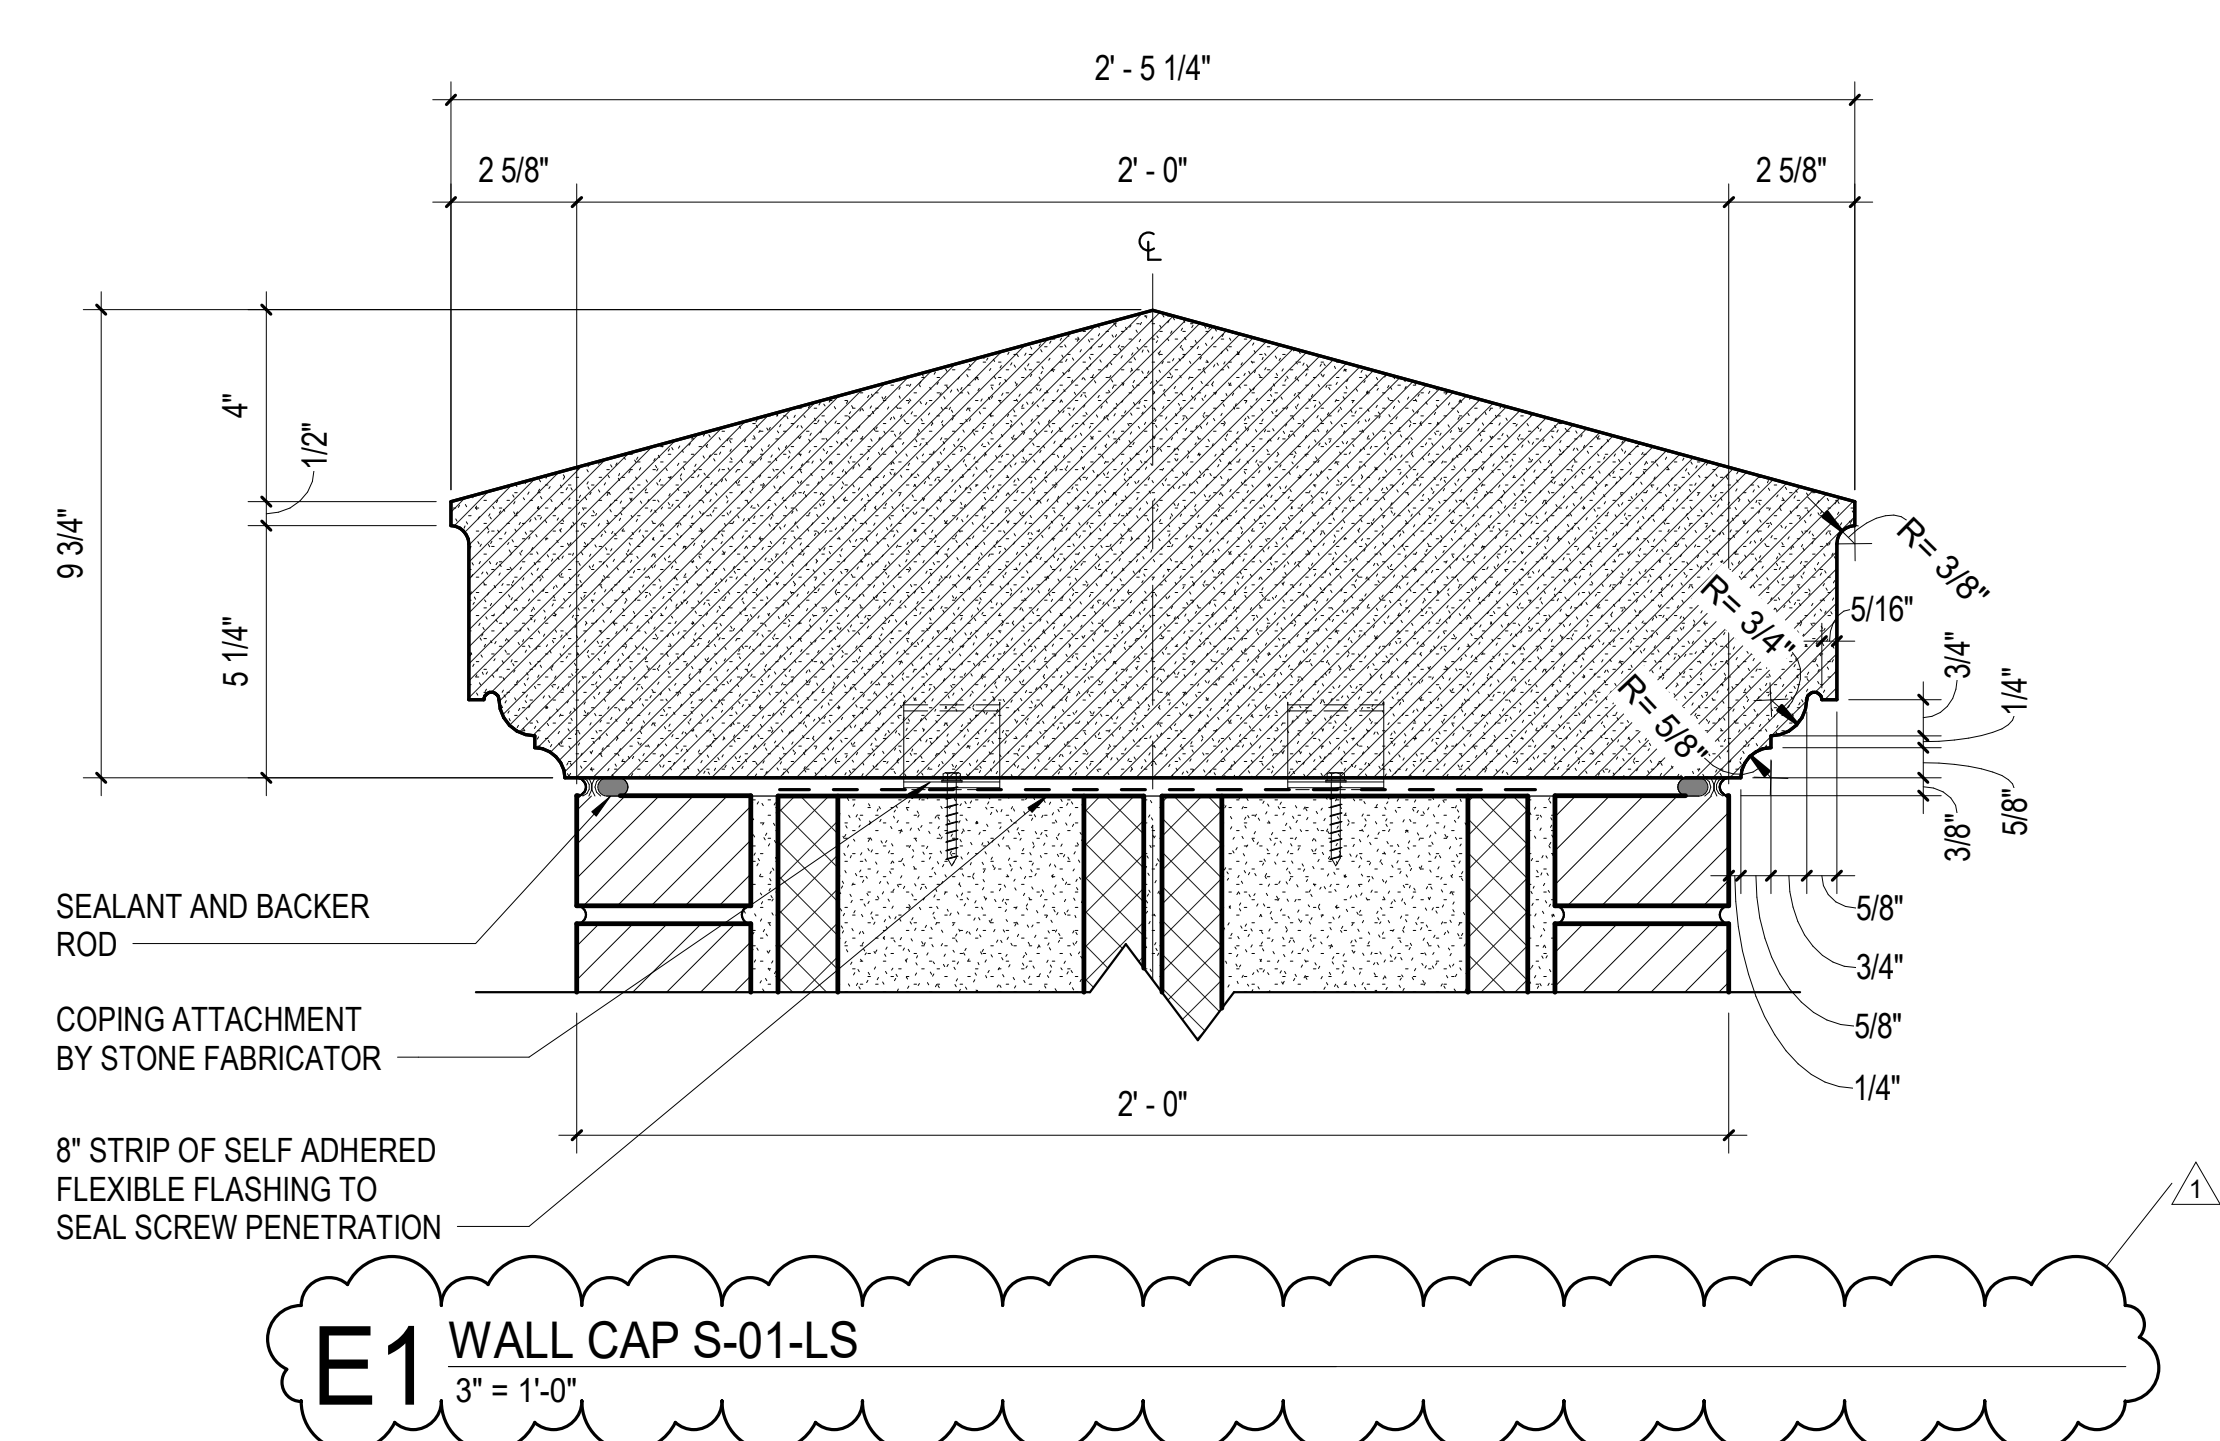 2' - 5 1/4"
2 5/8"
2' - 0"
2 5/8"
℄
4"
1/2"
9 3/4"
5 1/4"
R= 3/8"
R= 3/4"
R= 5/8"
5/16"
3/4"
1/4"
5/8"
3/8"
5/8"
3/4"
5/8"
1/4"
SEALANT AND BACKER
ROD
COPING ATTACHMENT
BY STONE FABRICATOR
2' - 0"
8" STRIP OF SELF ADHERED
FLEXIBLE FLASHING TO
SEAL SCREW PENETRATION
1
E1 WALL CAP S-01-LS
3" = 1'-0"